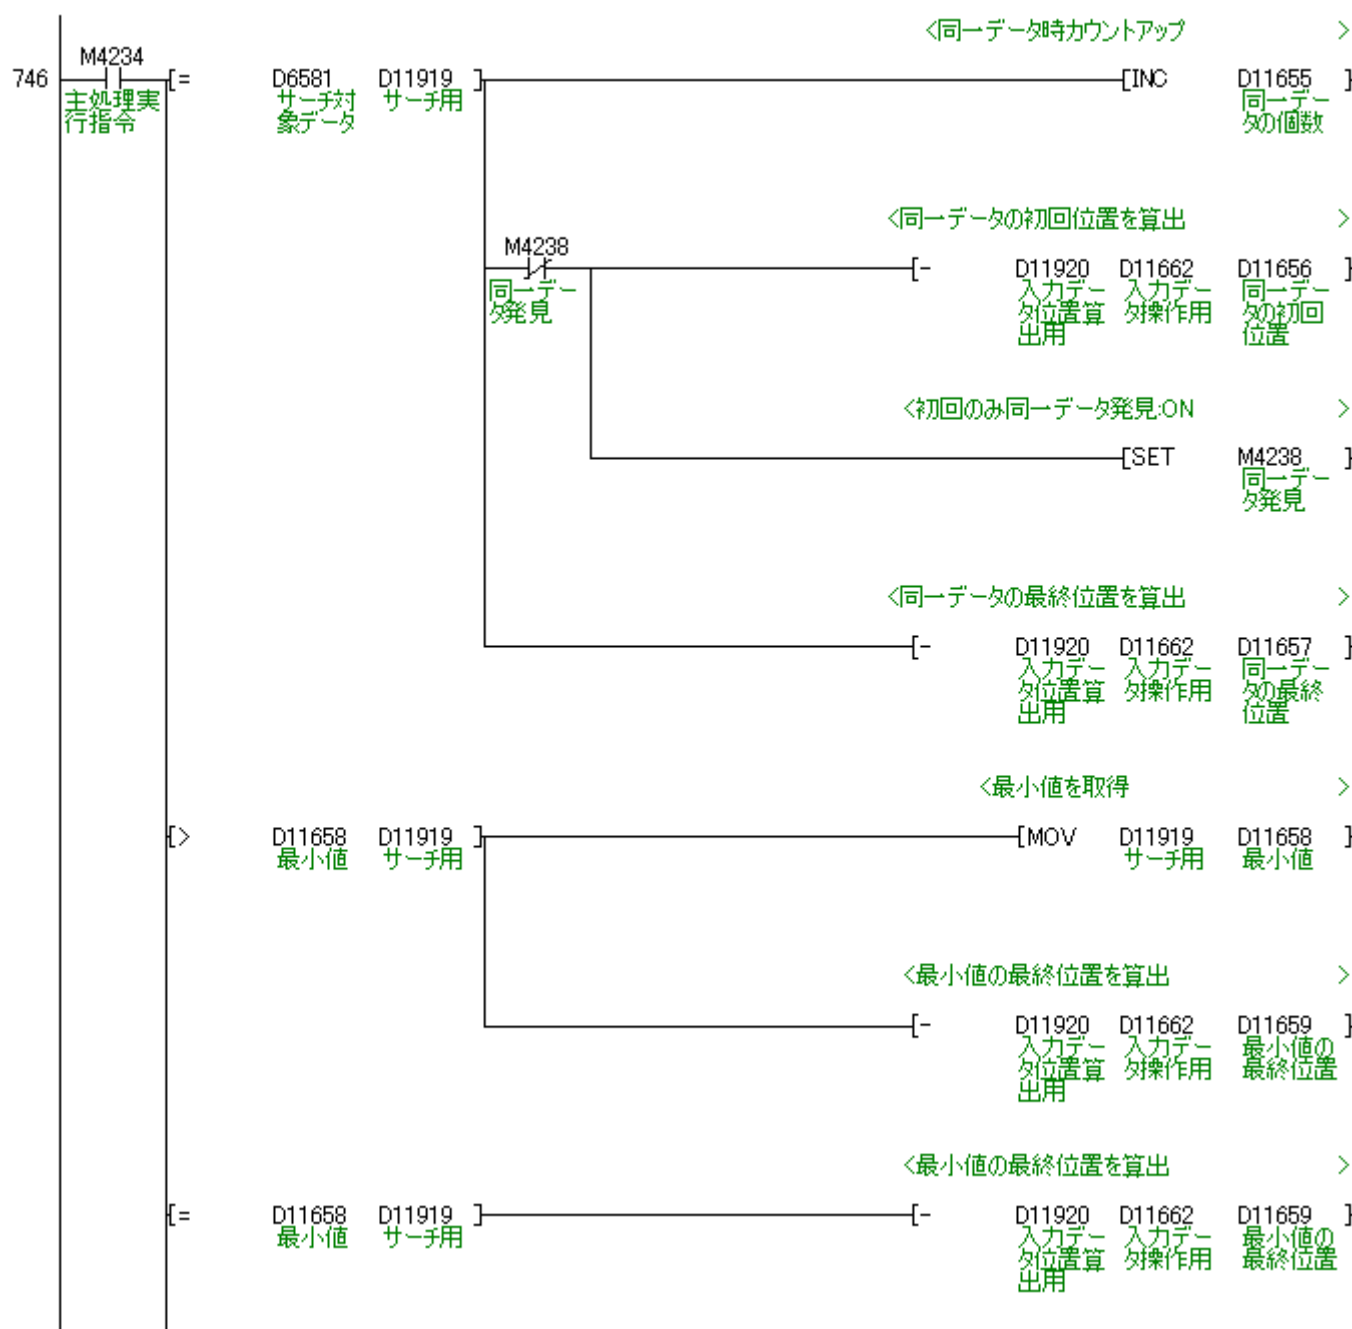 <同一データ時カウントアップ >
M4234
746 [= D6581 D11919 ] [INC D11655 ]
主処理実 サーチ対 サーチ用 同一デー
行指令 象データ タの個数
<同一データの初回位置を算出 >
M4238
[- D11920 D11662 D11656 ]
同一デー 入力デー 入力デー 同一デー
タ発見 タ位置算 タ操作用 タの初回
出用 位置
<初回のみ同一データ発見:ON >
[SET M4238 ]
同一デー
タ発見
<同一データの最終位置を算出 >
[- D11920 D11662 D11657 ]
入力デー 入力デー 同一デー
タ位置算 タ操作用 タの最終
出用 位置
<最小値を取得 >
[> D11658 D11919 ] [MOV D11919 D11658 ]
最小値 サーチ用 サーチ用 最小値
<最小値の最終位置を算出 >
[- D11920 D11662 D11659 ]
入力デー 入力デー 最小値の
タ位置算 タ操作用 最終位置
出用
<最小値の最終位置を算出 >
[= D11658 D11919 ] [- D11920 D11662 D11659 ]
最小値 サーチ用 入力デー 入力デー 最小値の
タ位置算 タ操作用 最終位置
出用